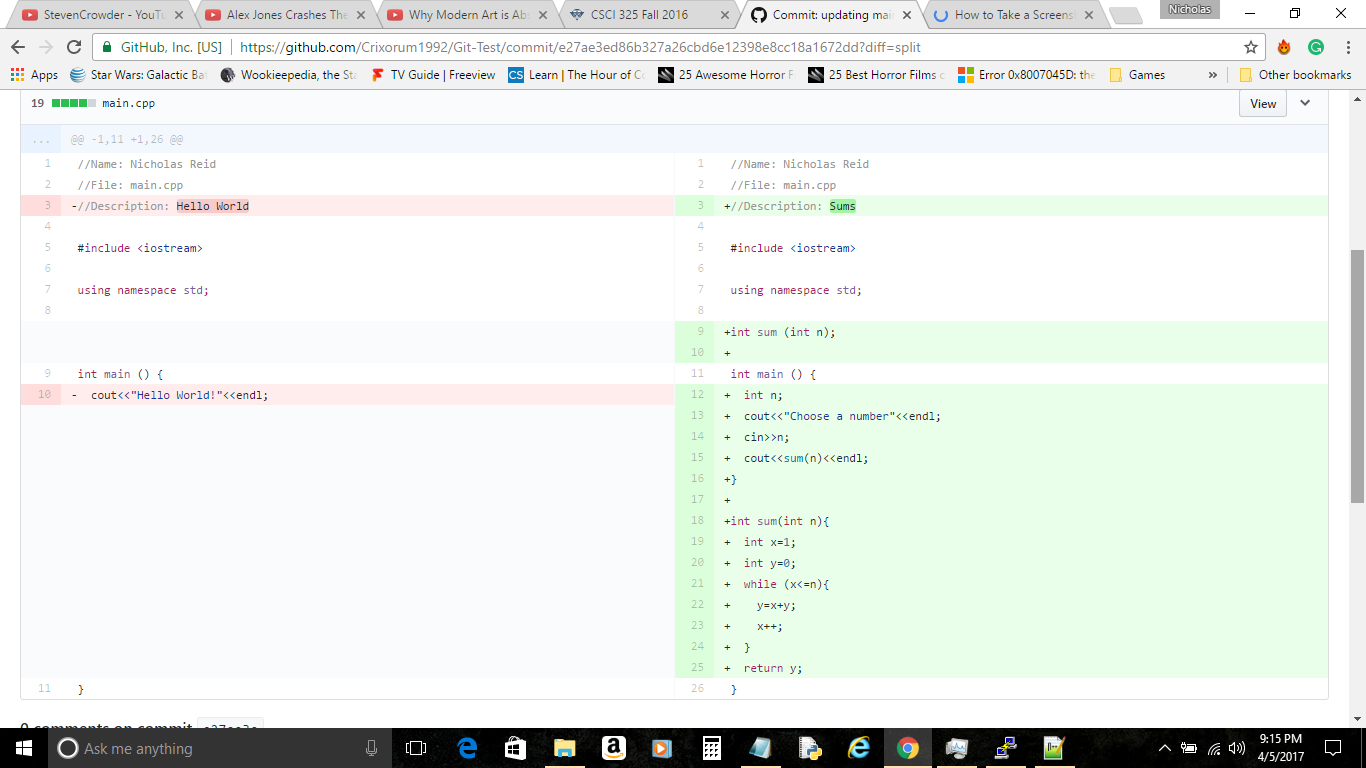 Nicholas
StevenCrowder - YouTu
Alex Jones Crashes The
Why Modern Art is Abs
CSCI 325 Fall 2016
Commit: updating mai
How to Take a Screensh
GitHub, Inc. [US] https://github.com/Crixorum1992/Git-Test/commit/e27ae3ed86b327a26cbd6e12398e8cc18a1672dd?diff=split
Apps Star Wars: Galactic Ba Wookieepedia, the Sta TV Guide | Freeview CS Learn | The Hour of Co 25 Awesome Horror F 25 Best Horror Films o Error 0x8007045D: the Games » Other bookmarks
19 main.cpp View
... @@ -1,11 +1,26 @@
1 //Name: Nicholas Reid
2 //File: main.cpp
3 -//Description: Hello World
4
5 #include <iostream>
6
7 using namespace std;
8
9 int main () {
10 - cout<<"Hello World!"<<endl;
11 }
1 //Name: Nicholas Reid
2 //File: main.cpp
3 +//Description: Sums
4
5 #include <iostream>
6
7 using namespace std;
8
9 +int sum (int n);
10 +
11 int main () {
12 + int n;
13 + cout<<"Choose a number"<<endl;
14 + cin>>n;
15 + cout<<sum(n)<<endl;
16 +}
17 +
18 +int sum(int n){
19 + int x=1;
20 + int y=0;
21 + while (x<=n){
22 + y=x+y;
23 + x++;
24 + }
25 + return y;
26 }
0 comments on commit e27ae3e
Ask me anything
9:15 PM
4/5/2017